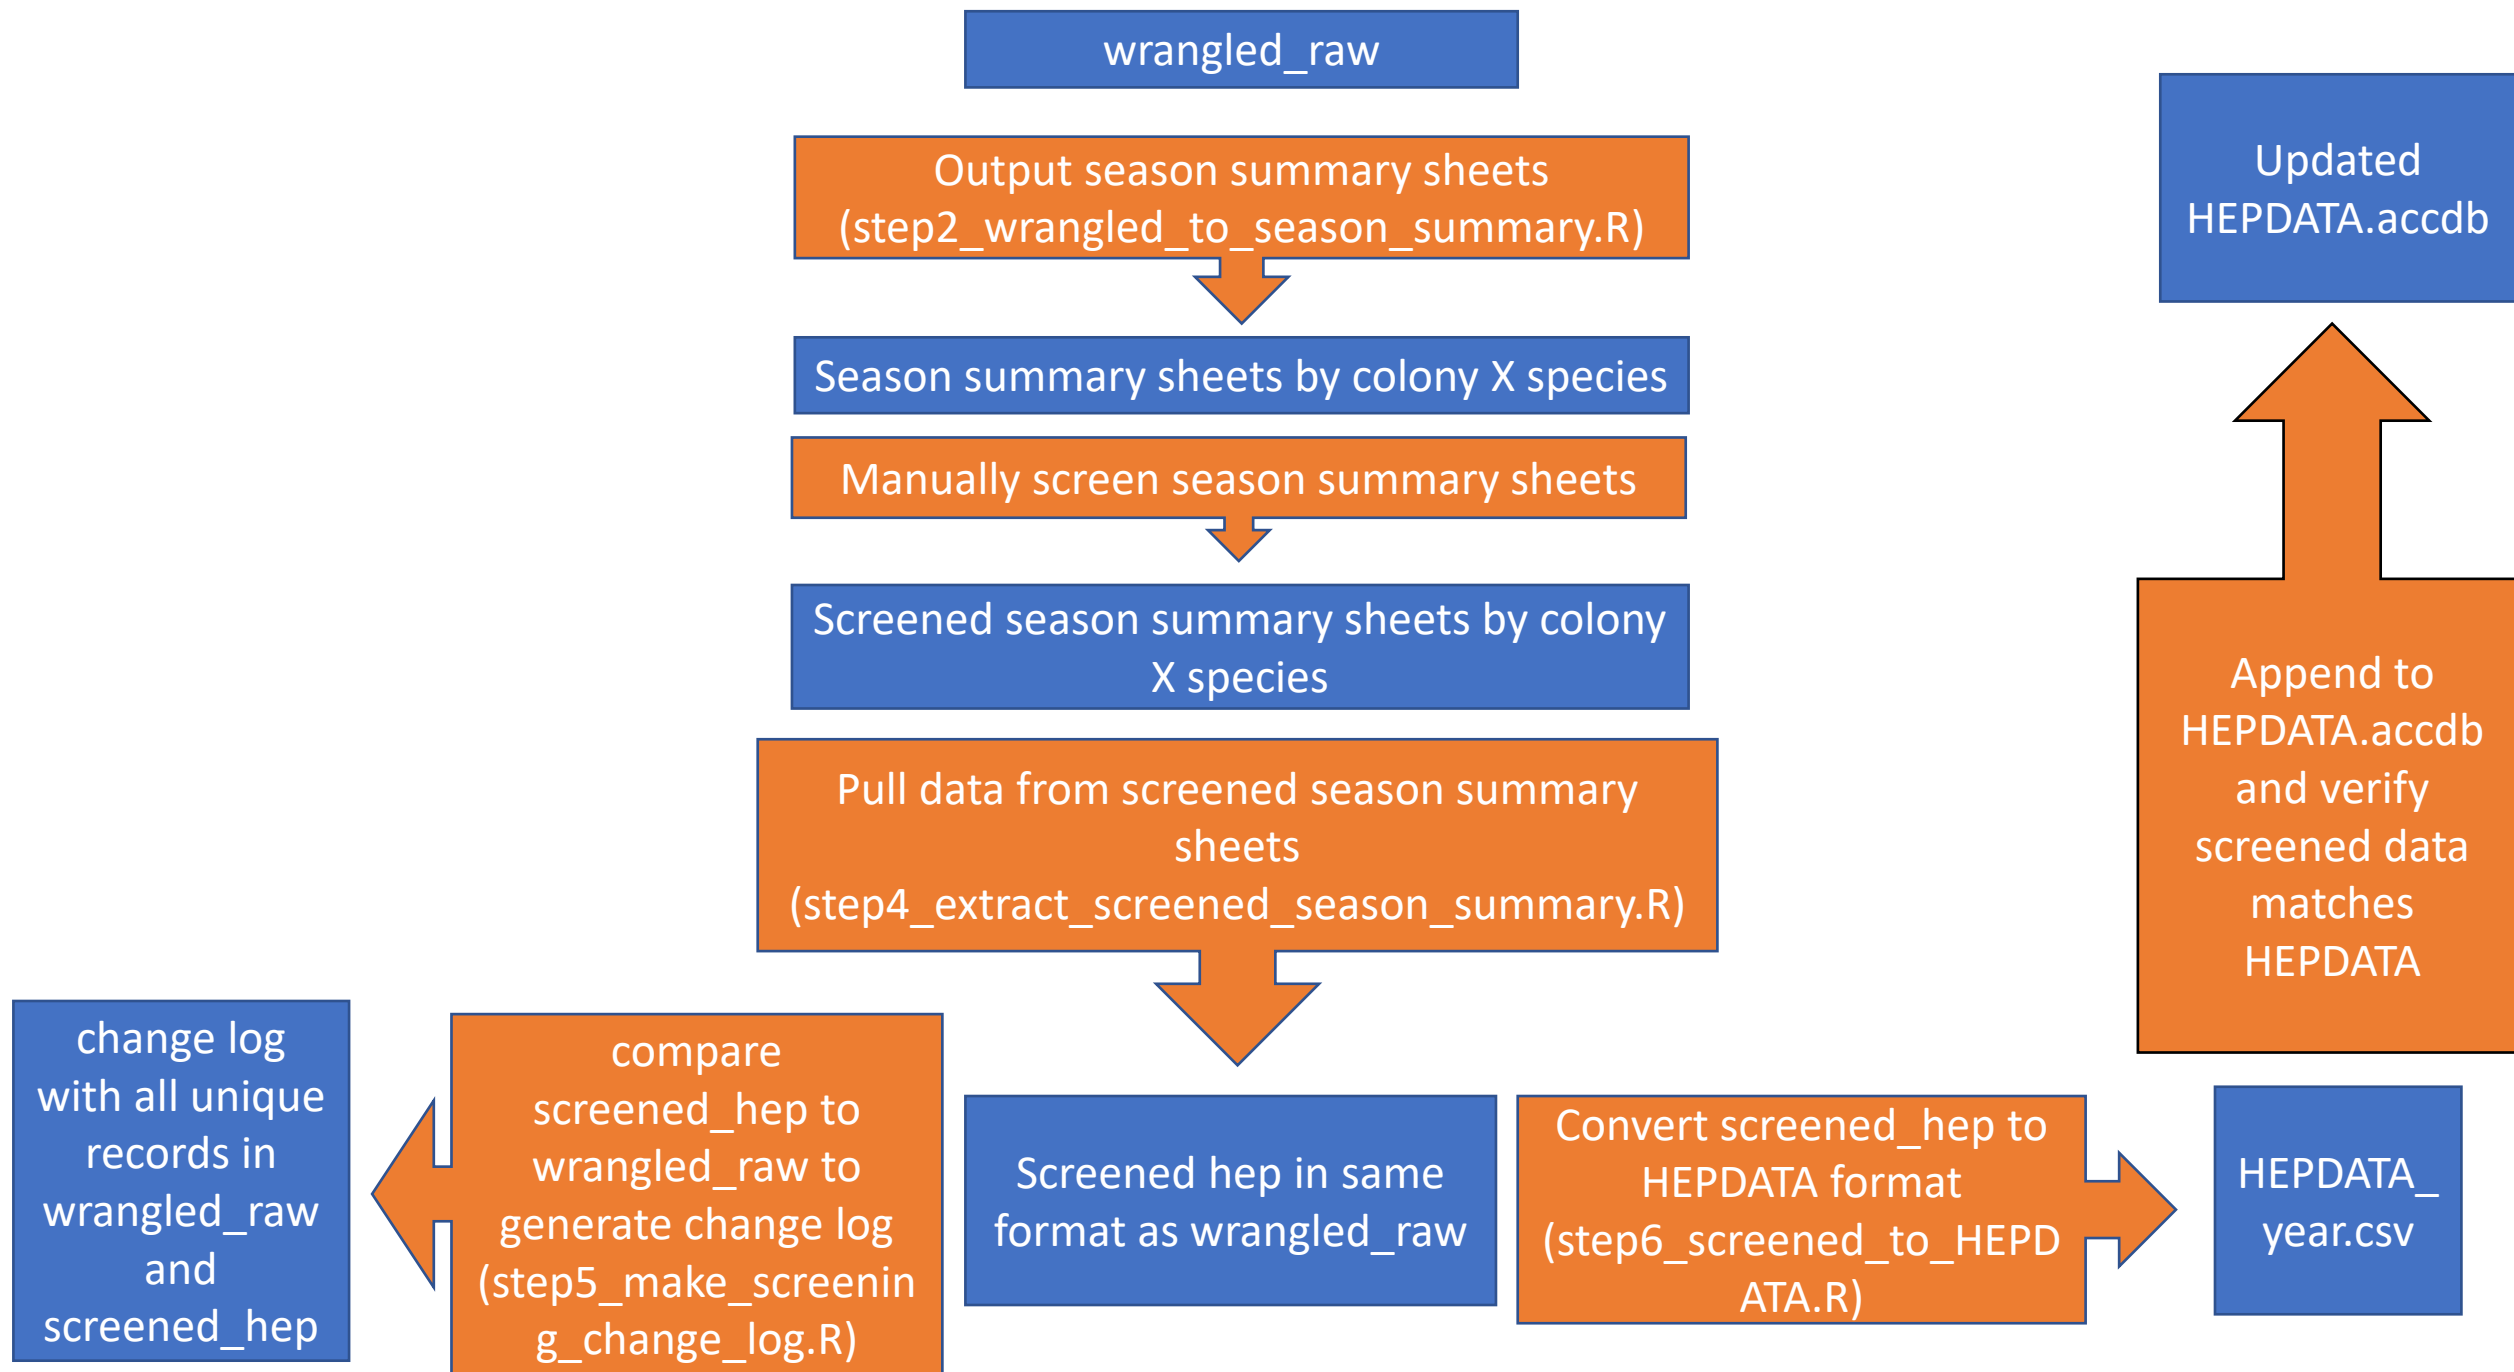 wrangled_raw
Output season summary sheets
(step2_wrangled_to_season_summary.R)
Season summary sheets by colony X species
Manually screen season summary sheets
Screened season summary sheets by colony
X species
Pull data from screened season summary
sheets
(step4_extract_screened_season_summary.R)
change log
with all unique
records in
wrangled_raw
and
screened_hep
compare
screened_hep to
wrangled_raw to
generate change log
(step5_make_screenin
g_change_log.R)
Screened hep in same
format as wrangled_raw
Convert screened_hep to
HEPDATA format
(step6_screened_to_HEPD
ATA.R)
HEPDATA_
year.csv
Append to
HEPDATA.accdb
and verify
screened data
matches
HEPDATA
Updated
HEPDATA.accdb